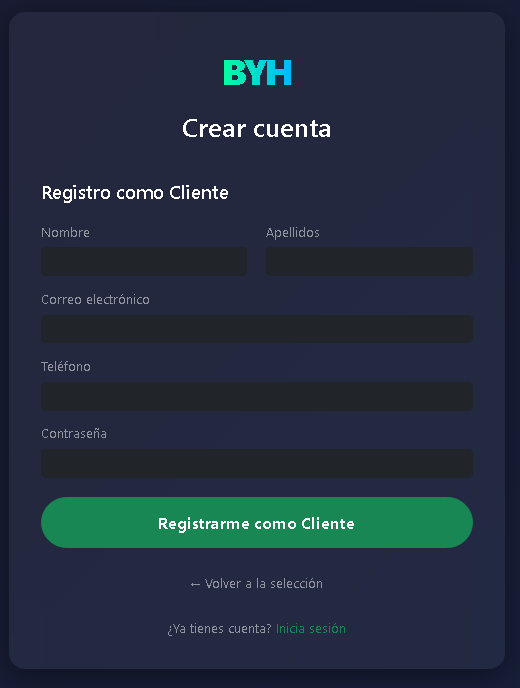 BYH
Crear cuenta
Registro como Cliente
Nombre
Apellidos
Correo electrónico
Teléfono
Contraseña
Registrarme como Cliente
← Volver a la selección
¿Ya tienes cuenta? Inicia sesión